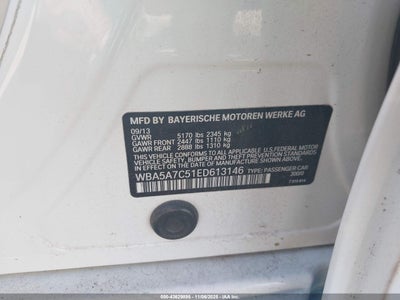 MFD BY BAYERISCHE MOTOREN WERKE AG
09/13
GVWR 5170 lbs 2345 kg
GAWR FRONT 2447 lbs 1110 kg
GAWR REAR 2888 lbs 1310 kg
THIS VEHICLE CONFORMS TO ALL APPLICABLE U.S. FEDERAL MOTOR
VEHICLE SAFETY, BUMPER, AND THEFT PREVENTION STANDARDS
IN EFFECT ON THE DATE OF MANUFACTURE SHOWN ABOVE.
WBA5A7C51ED613146 TYPE: PASSENGER CAR